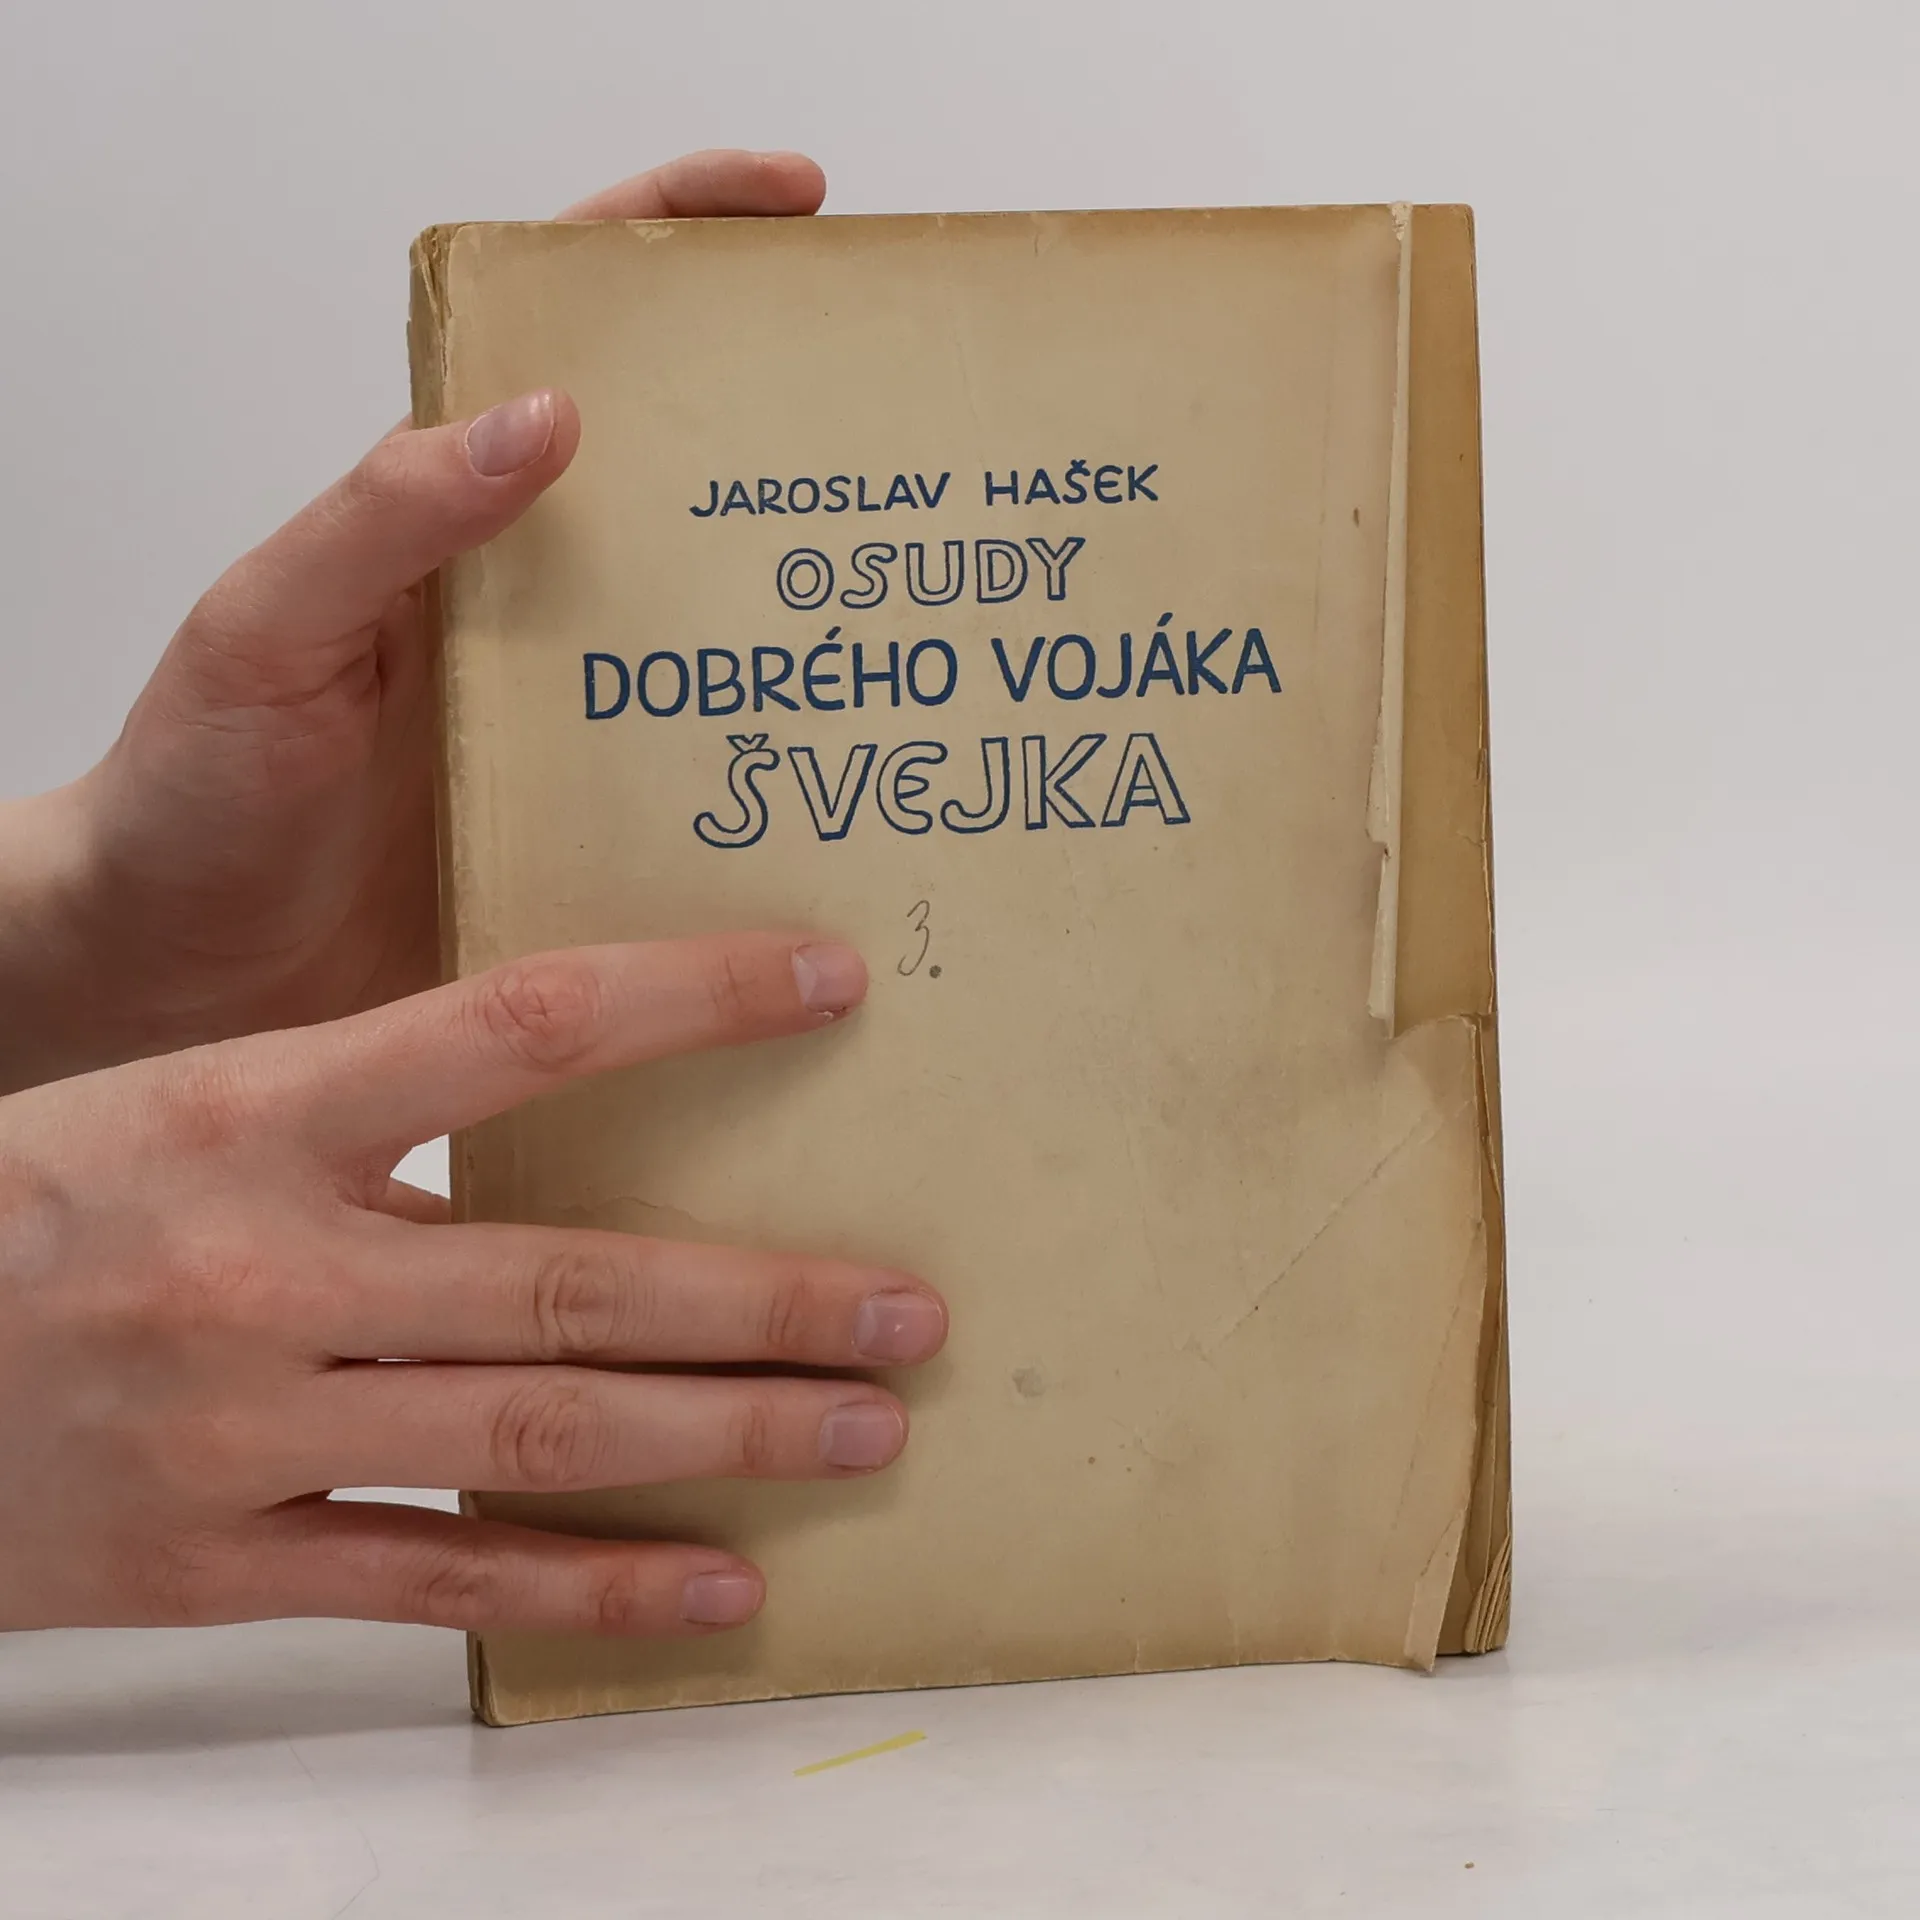 JAROSLAV HAŠEK
OSUDY
DOBRÉHO VOJÁKA
ŠVEJKA
3.